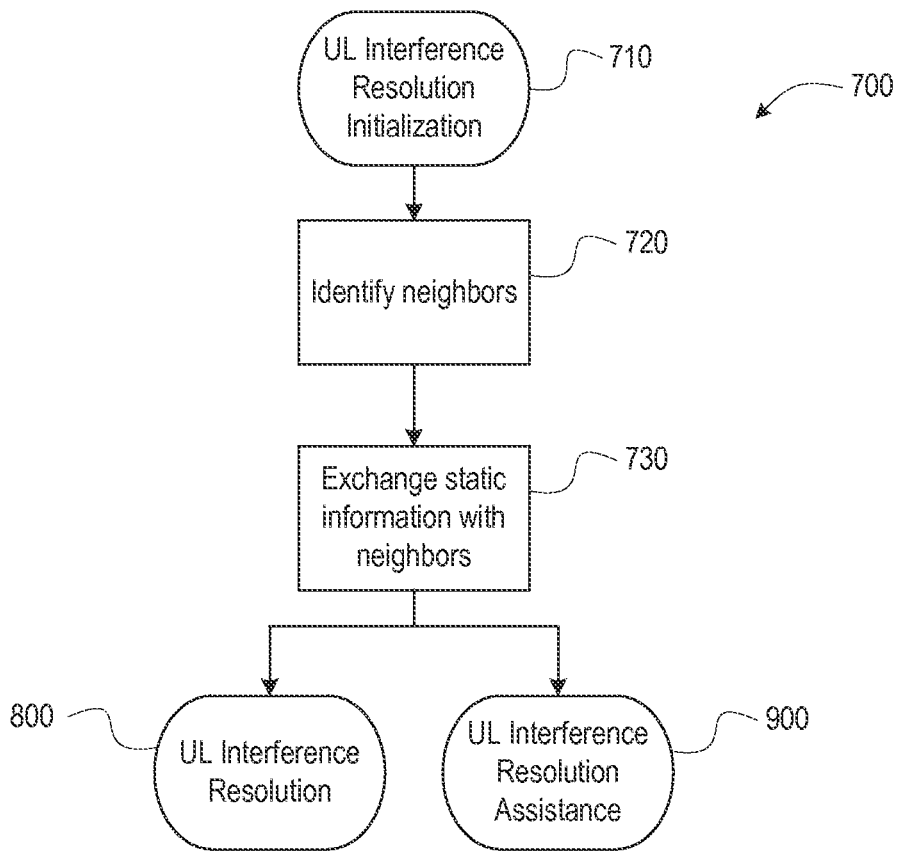 UL Interference
Resolution
Initialization
710
700
720
Identify neighbors
730
Exchange static
information with
neighbors
800
UL Interference
Resolution
900
UL Interference
Resolution
Assistance